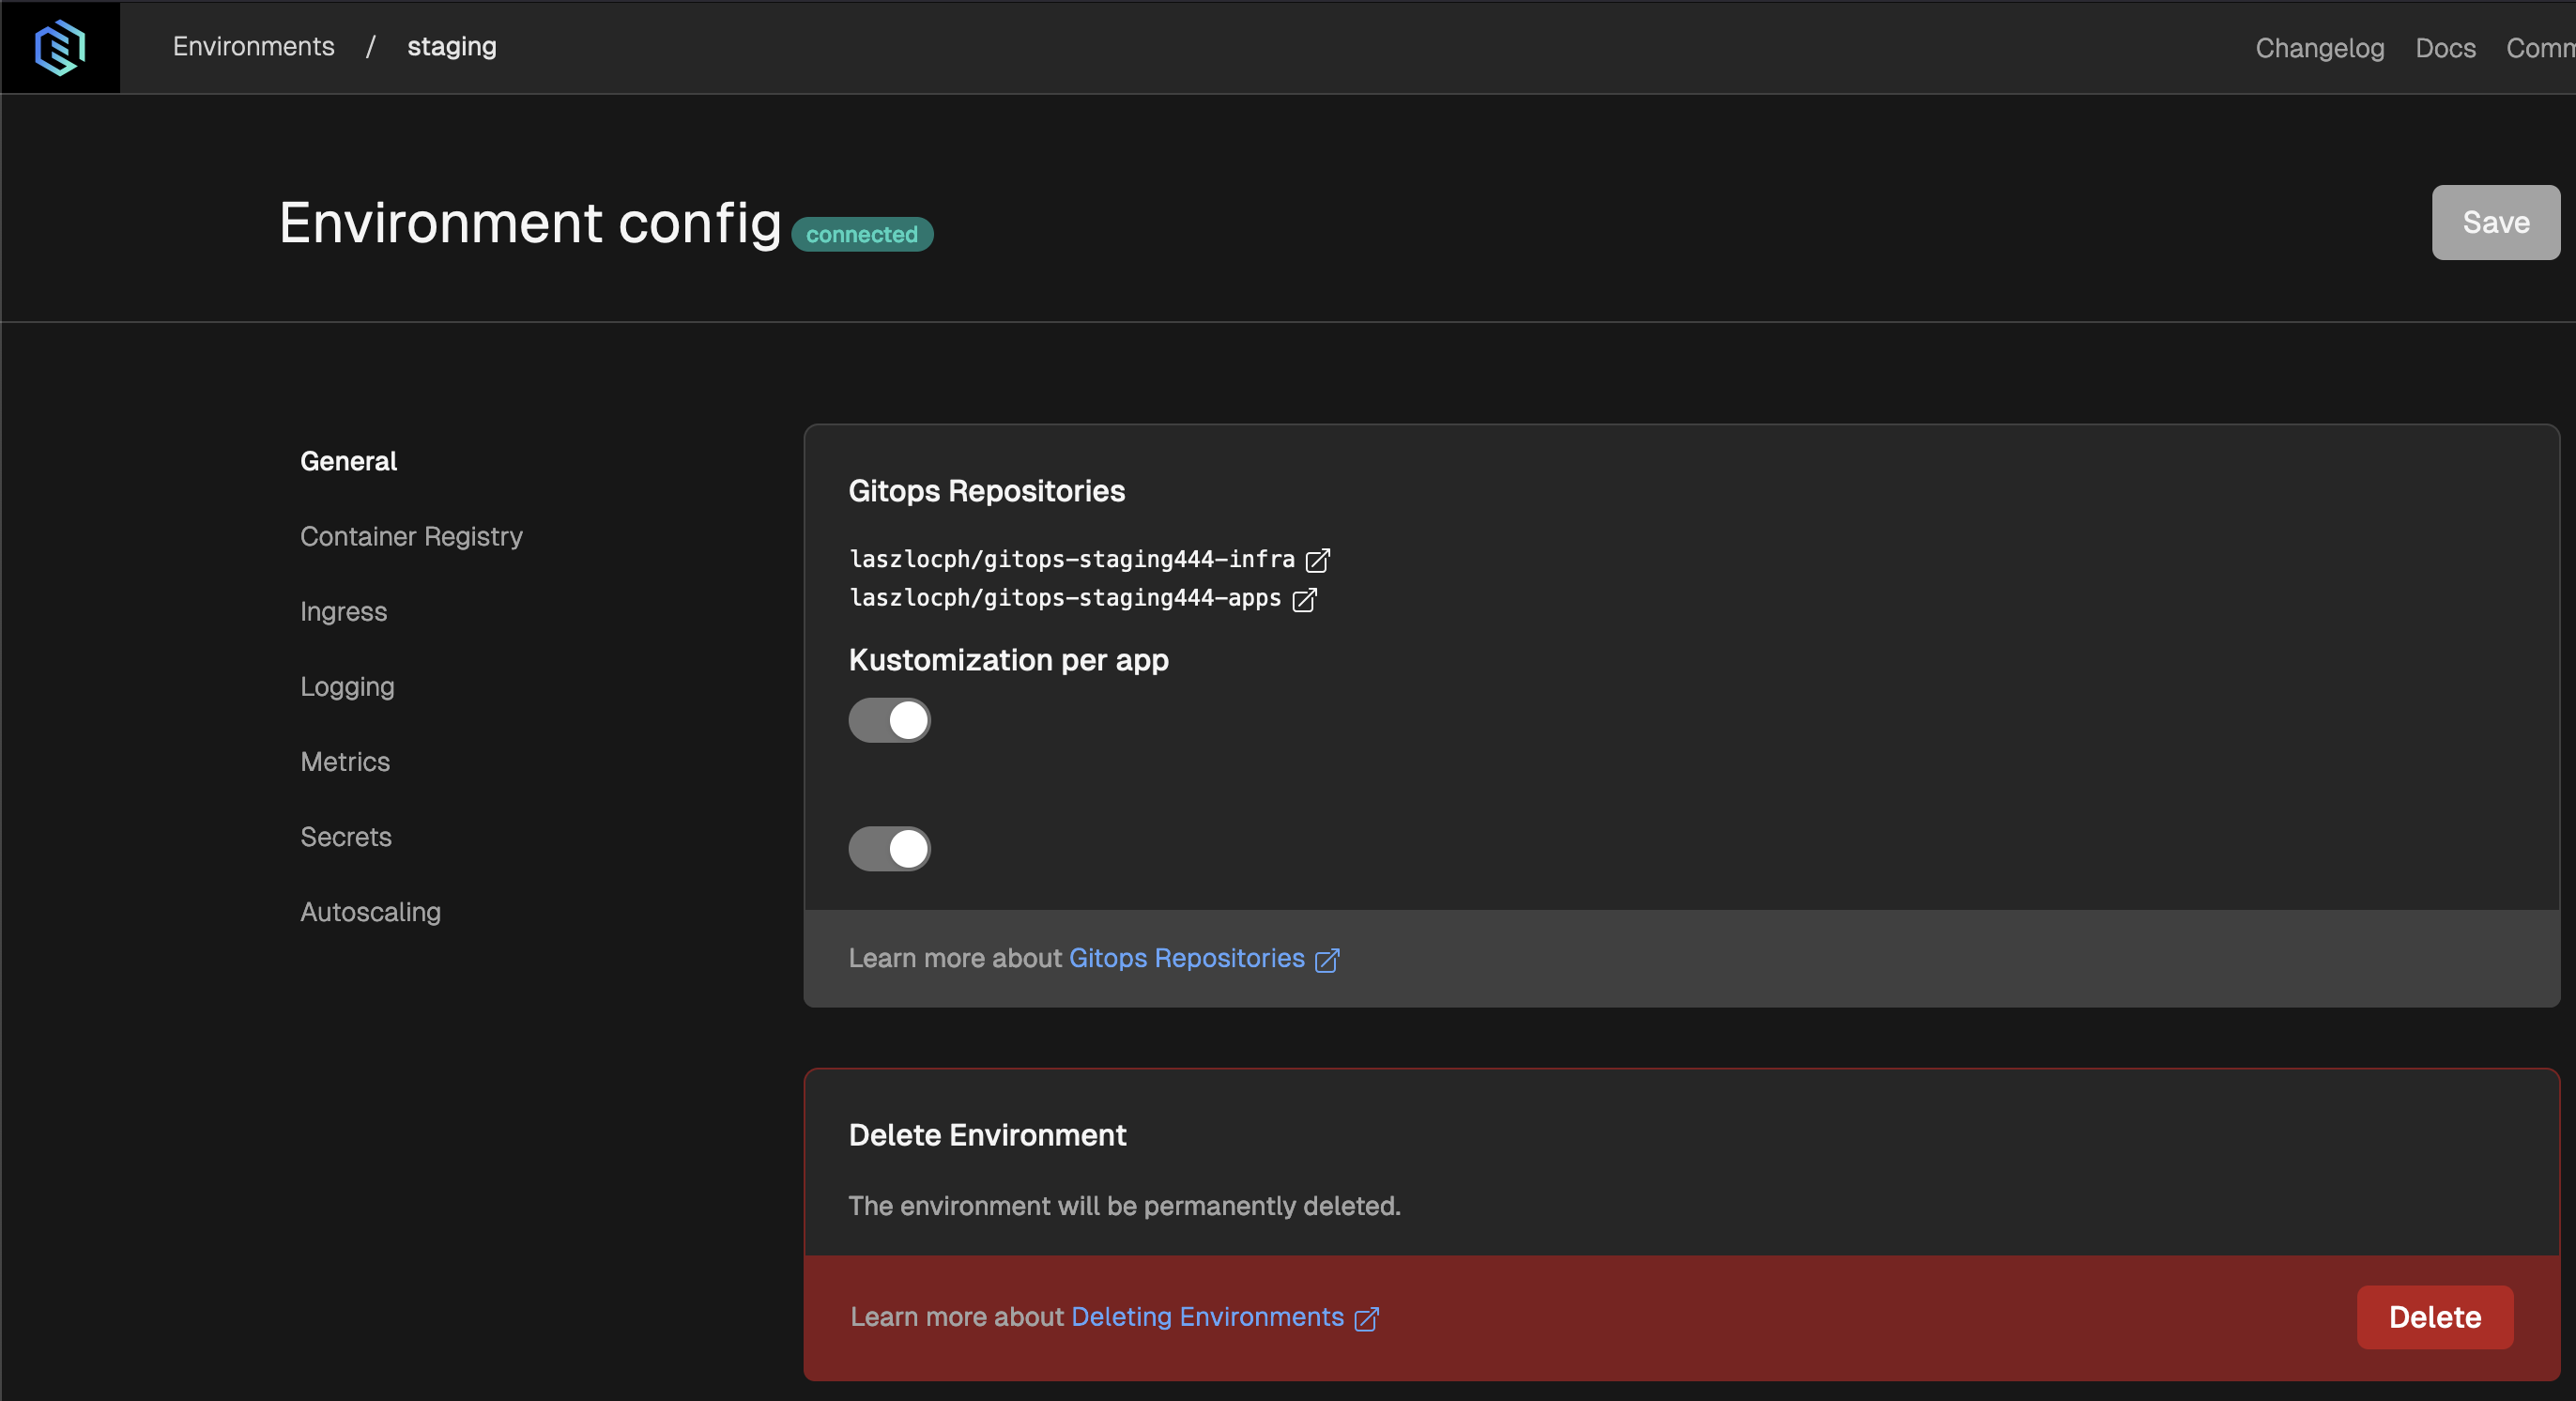 Environments / staging
Changelog Docs Comm
Environment config connected
Save
General
Container Registry
Ingress
Logging
Metrics
Secrets
Autoscaling
Gitops Repositories
laszlocph/gitops-staging444-infra
laszlocph/gitops-staging444-apps
Kustomization per app
Learn more about Gitops Repositories
Delete Environment
The environment will be permanently deleted.
Learn more about Deleting Environments
Delete